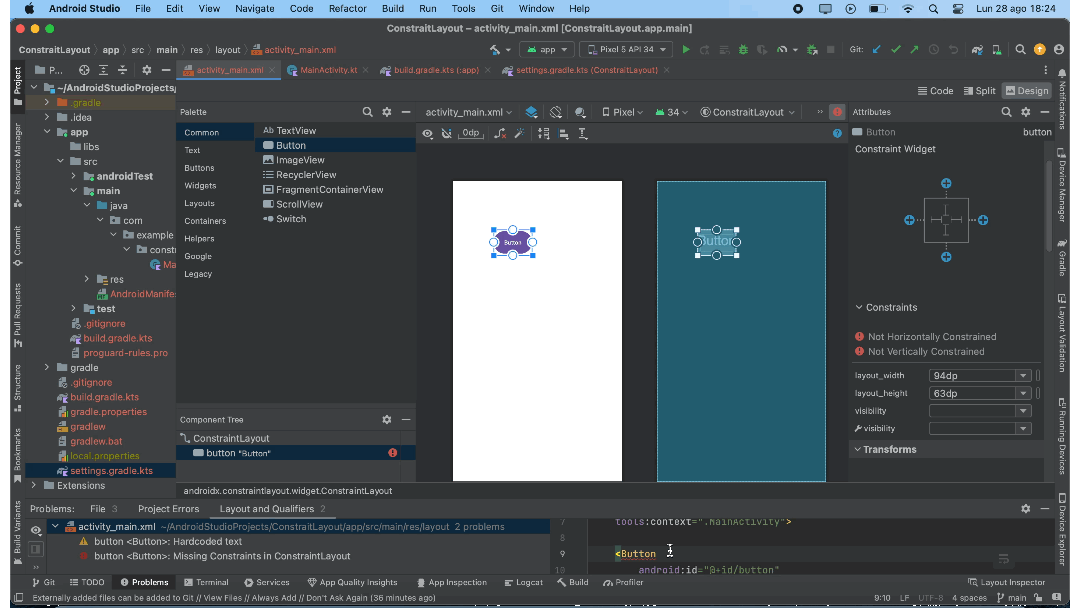 Android Studio File Edit View Navigate Code Refactor Build Run Tools Git Window Help Lun 28 ago 18:24
ConstraitLayout – activity_main.xml [ConstraitLayout.app.main]
ConstraitLayout › app › src › main › res › layout › activity_main.xml app Pixel 5 API 34 Git:
P... activity_main.xml MainActivity.kt build.gradle.kts (:app) settings.gradle.kts (ConstraitLayout)
Code Split Design
Project
Resource Manager
Commit
Pull Requests
Structure
Bookmarks
Build Variants
~/AndroidStudioProjects/
.gradle
.idea
app
libs
src
androidTest
main
java
com
example
const
Ma
res
AndroidManife
test
.gitignore
build.gradle.kts
proguard-rules.pro
gradle
.gitignore
build.gradle.kts
gradle.properties
gradlew
gradlew.bat
local.properties
settings.gradle.kts
Extensions
Palette
Common
Text
Buttons
Widgets
Layouts
Containers
Helpers
Google
Legacy
Ab TextView
Button
ImageView
RecyclerView
FragmentContainerView
ScrollView
Switch
Component Tree
ConstraintLayout
button "Button"
activity_main.xml Pixel 34 ConstraitLayout
0dp
Button
Button
androidx.constraintlayout.widget.ConstraintLayout
Attributes
Button button
Constraint Widget
Constraints
Not Horizontally Constrained
Not Vertically Constrained
layout_width 94dp
layout_height 63dp
visibility
visibility
Transforms
Notifications
Device Manager
Gradle
Layout Validation
Running Devices
Device Explorer
Problems: File 3 Project Errors Layout and Qualifiers 2
activity_main.xml ~/AndroidStudioProjects/ConstraitLayout/app/src/main/res/layout 2 problems
button <Button>: Hardcoded text
button <Button>: Missing Constraints in ConstraintLayout
7 tools:context=".MainActivity">
8
9 <Button
10 android:id="@+id/button"
Git TODO Problems Terminal Services App Quality Insights App Inspection Logcat Build Profiler Layout Inspector
Externally added files can be added to Git // View Files // Always Add // Don't Ask Again (36 minutes ago) 9:10 LF UTF-8 4 spaces main